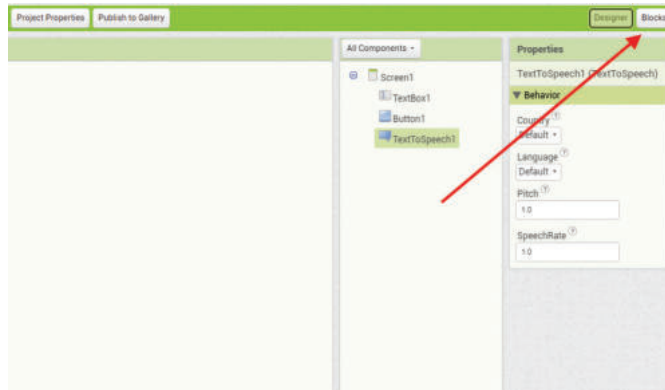 Project Properties Publish to Gallery Designer Blocks
All Components
Screen1
TextBox1
Button1
TextToSpeech1
Properties
TextToSpeech1 (TextToSpeech)
Behavior
Country
Default
Language
Default
Pitch
1.0
SpeechRate
1.0